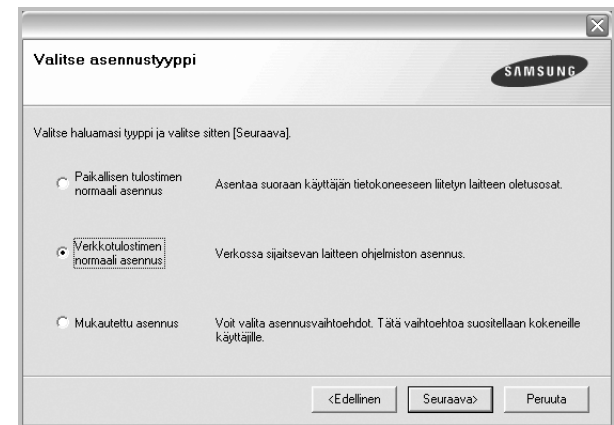 Valitse asennustyyppi
SAMSUNG
Valitse haluamasi tyyppi ja valitse sitten [Seuraava].
Paikallisen tulostimen
normaali asennus
Asentaa suoraan käyttäjän tietokoneeseen liitetyn laitteen oletusosat.
Verkkotulostimen
normaali asennus
Verkossa sijaitsevan laitteen ohjelmiston asennus.
Mukautettu asennus
Voit valita asennusvaihtoehdot. Tätä vaihtoehtoa suositellaan kokeneille
käyttäjille.
<Edellinen
Seuraava>
Peruuta